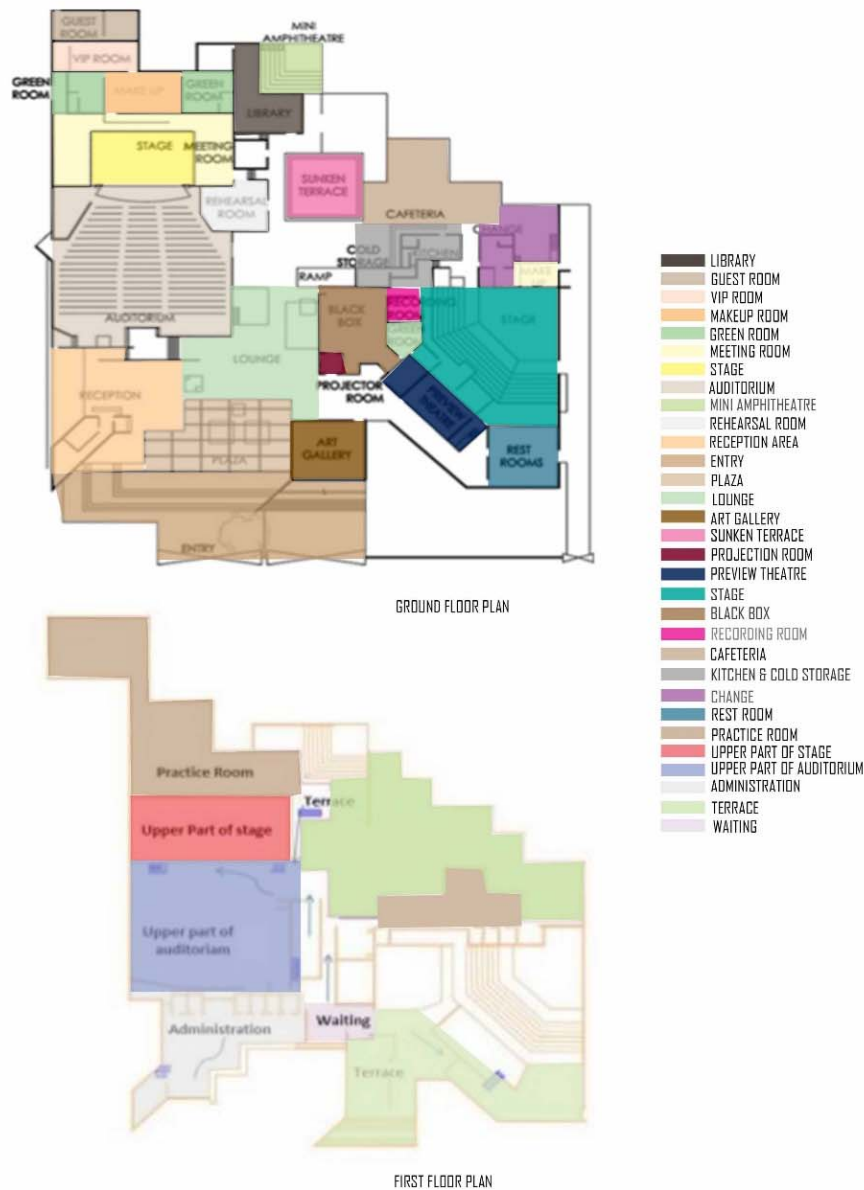 GUEST
ROOM
MINI
AMPHITHEATRE
VIP ROOM
GREEN
ROOM
MAKE UP
GREEN
ROOM
LIBRARY
STAGE
MEETING
ROOM
SUNKEN
TERRACE
REHEARSAL
ROOM
CAFETERIA
CHANGE
COLD
STORAGE
KITCHEN
RAMP
MAKE
UP
RECORDING
ROOM
BLACK
BOX
STAGE
AUDITORIUM
GREEN
ROOM
LOUNGE
PROJECTOR
ROOM
PREVIEW
THEATRE
RECEPTION
ART
GALLERY
REST
ROOMS
PLAZA
ENTRY
GROUND FLOOR PLAN
LIBRARY
GUEST ROOM
VIP ROOM
MAKEUP ROOM
GREEN ROOM
MEETING ROOM
STAGE
AUDITORIUM
MINI AMPHITHEATRE
REHEARSAL ROOM
RECEPTION AREA
ENTRY
PLAZA
LOUNGE
ART GALLERY
SUNKEN TERRACE
PROJECTION ROOM
PREVIEW THEATRE
STAGE
BLACK BOX
RECORDING ROOM
CAFETERIA
KITCHEN & COLD STORAGE
CHANGE
REST ROOM
PRACTICE ROOM
UPPER PART OF STAGE
UPPER PART OF AUDITORIUM
ADMINISTRATION
TERRACE
WAITING
Practice Room
Terrace
Upper Part of stage
Upper part of
auditoriam
Administration
Waiting
Terrace
FIRST FLOOR PLAN